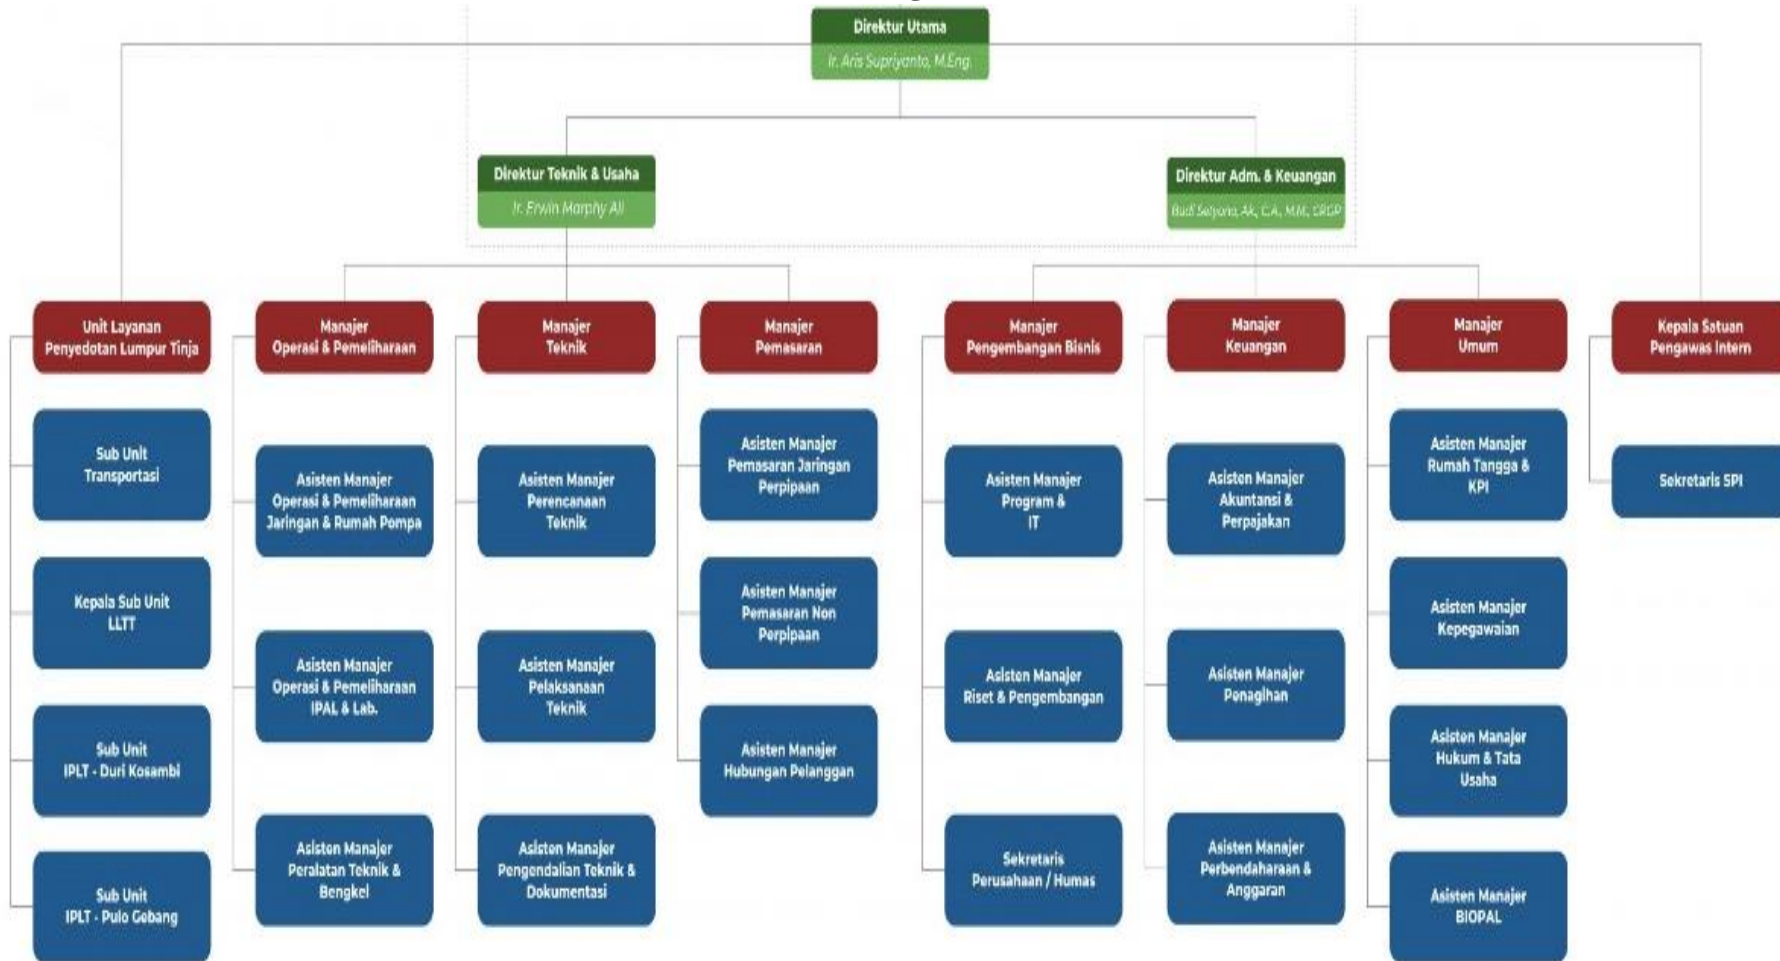 Direktur Utama
Ir. Aris Supriyanto, M.Eng.
Direktur Teknik & Usaha
Ir. Erwin Marphy Ali
Direktur Adm. & Keuangan
Budi Setyono, Ak., C.A., M.M., CRGP
Unit Layanan
Penyedotan Lumpur Tinja
Manajer
Operasi & Pemeliharaan
Manajer
Teknik
Manajer
Pemasaran
Manajer
Pengembangan Bisnis
Manajer
Keuangan
Manajer
Umum
Kepala Satuan
Pengawas Intern
Sub Unit
Transportasi
Kepala Sub Unit
LLTT
Sub Unit
IPLT - Duri Kosambi
Sub Unit
IPLT - Pulo Gebang
Asisten Manajer
Operasi & Pemeliharaan
Jaringan & Rumah Pompa
Asisten Manajer
Operasi & Pemeliharaan
IPAL & Lab.
Asisten Manajer
Peralatan Teknik &
Bengkel
Asisten Manajer
Perencanaan
Teknik
Asisten Manajer
Pelaksanaan
Teknik
Asisten Manajer
Pengendalian Teknik &
Dokumentasi
Asisten Manajer
Pemasaran Jaringan
Perpipaan
Asisten Manajer
Pemasaran Non
Perpipaan
Asisten Manajer
Hubungan Pelanggan
Asisten Manajer
Program &
IT
Asisten Manajer
Riset & Pengembangan
Sekretaris
Perusahaan / Humas
Asisten Manajer
Akuntansi &
Perpajakan
Asisten Manajer
Penagihan
Asisten Manajer
Perbendaharaan &
Anggaran
Asisten Manajer
Rumah Tangga &
KPI
Asisten Manajer
Kepegawaian
Asisten Manajer
Hukum & Tata
Usaha
Asisten Manajer
BIOPAL
Sekretaris SPI